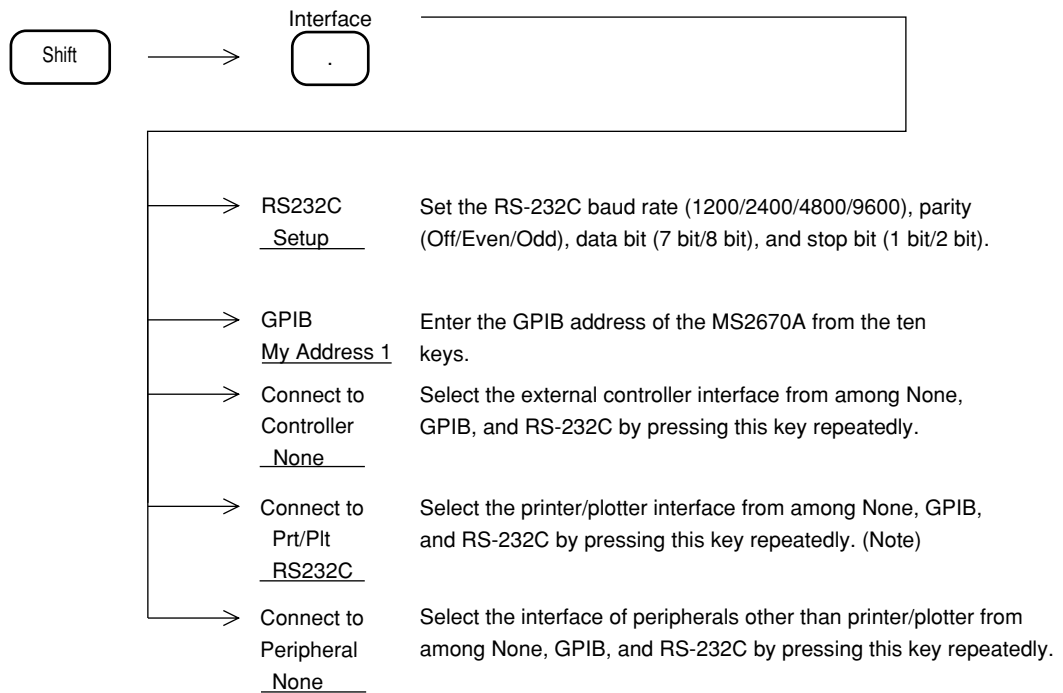 Interface
Shift
.
RS232C
Setup
Set the RS-232C baud rate (1200/2400/4800/9600), parity
(Off/Even/Odd), data bit (7 bit/8 bit), and stop bit (1 bit/2 bit).
GPIB
My Address 1
Enter the GPIB address of the MS2670A from the ten
keys.
Connect to
Controller
None
Select the external controller interface from among None,
GPIB, and RS-232C by pressing this key repeatedly.
Connect to
Prt/Plt
RS232C
Select the printer/plotter interface from among None, GPIB,
and RS-232C by pressing this key repeatedly. (Note)
Connect to
Peripheral
None
Select the interface of peripherals other than printer/plotter from
among None, GPIB, and RS-232C by pressing this key repeatedly.